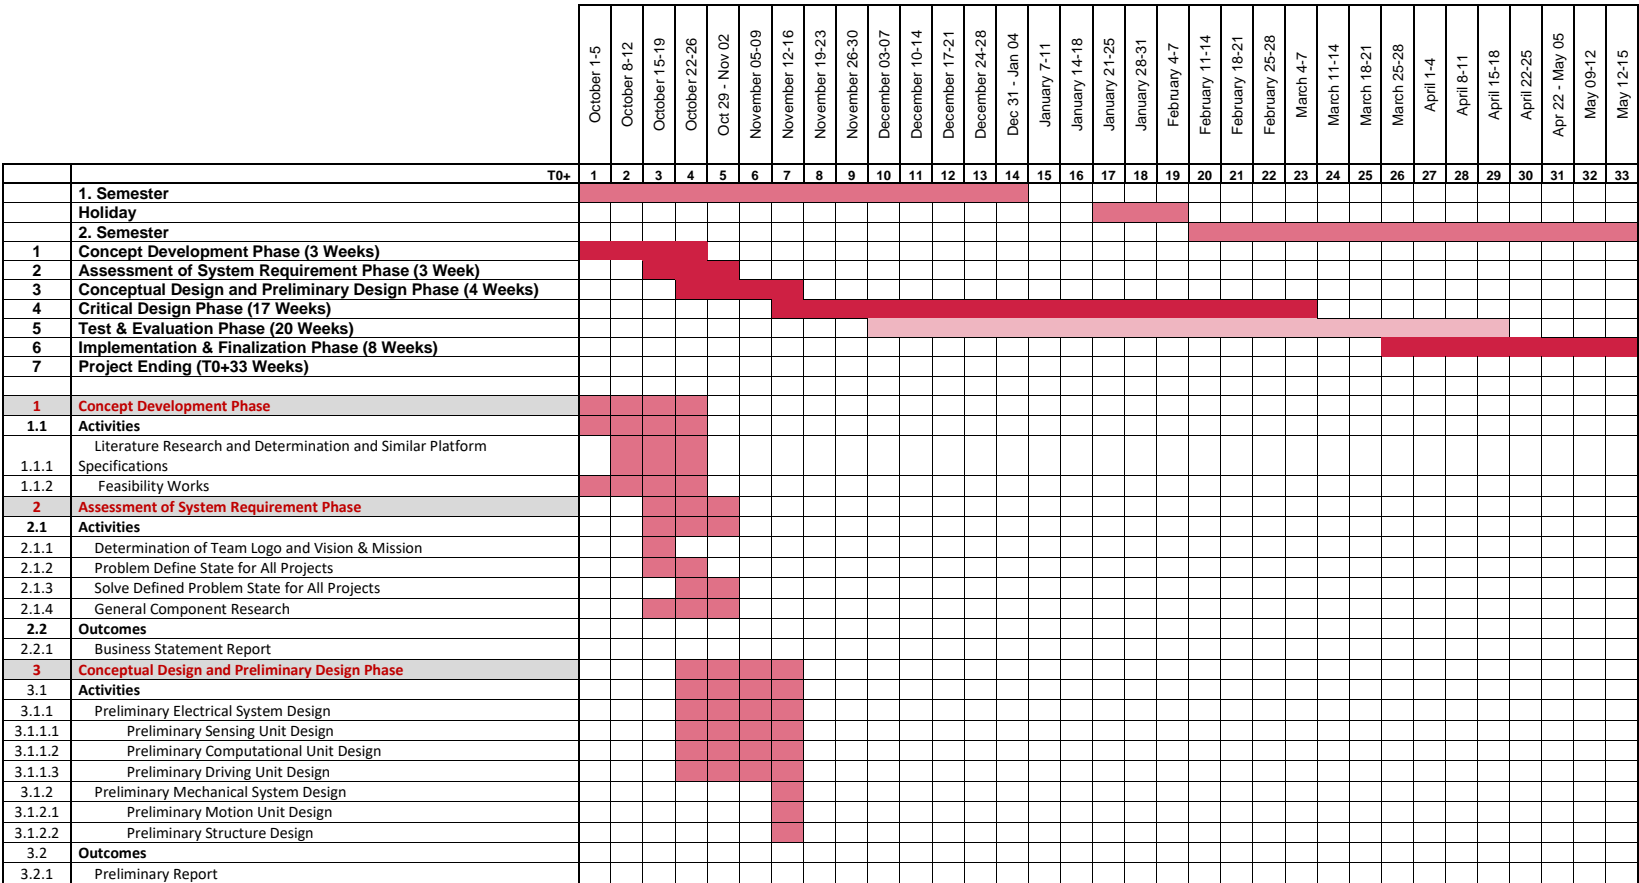 October 1-5
October 8-12
October 15-19
October 22-26
Oct 29 - Nov 02
November 05-09
November 12-16
November 19-23
November 26-30
December 03-07
December 10-14
December 17-21
December 24-28
Dec 31 - Jan 04
January 7-11
January 14-18
January 21-25
January 28-31
February 4-7
February 11-14
February 18-21
February 25-28
March 4-7
March 11-14
March 18-21
March 25-28
April 1-4
April 8-11
April 15-18
April 22-25
Apr 22 - May 05
May 09-12
May 12-15
T0+ 1 2 3 4 5 6 7 8 9 10 11 12 13 14 15 16 17 18 19 20 21 22 23 24 25 26 27 28 29 30 31 32 33
1. Semester
Holiday
2. Semester
1 Concept Development Phase (3 Weeks)
2 Assessment of System Requirement Phase (3 Week)
3 Conceptual Design and Preliminary Design Phase (4 Weeks)
4 Critical Design Phase (17 Weeks)
5 Test & Evaluation Phase (20 Weeks)
6 Implementation & Finalization Phase (8 Weeks)
7 Project Ending (T0+33 Weeks)
1 Concept Development Phase
1.1 Activities
Literature Research and Determination and Similar Platform
1.1.1 Specifications
1.1.2 Feasibility Works
2 Assessment of System Requirement Phase
2.1 Activities
2.1.1 Determination of Team Logo and Vision & Mission
2.1.2 Problem Define State for All Projects
2.1.3 Solve Defined Problem State for All Projects
2.1.4 General Component Research
2.2 Outcomes
2.2.1 Business Statement Report
3 Conceptual Design and Preliminary Design Phase
3.1 Activities
3.1.1 Preliminary Electrical System Design
3.1.1.1 Preliminary Sensing Unit Design
3.1.1.2 Preliminary Computational Unit Design
3.1.1.3 Preliminary Driving Unit Design
3.1.2 Preliminary Mechanical System Design
3.1.2.1 Preliminary Motion Unit Design
3.1.2.2 Preliminary Structure Design
3.2 Outcomes
3.2.1 Preliminary Report